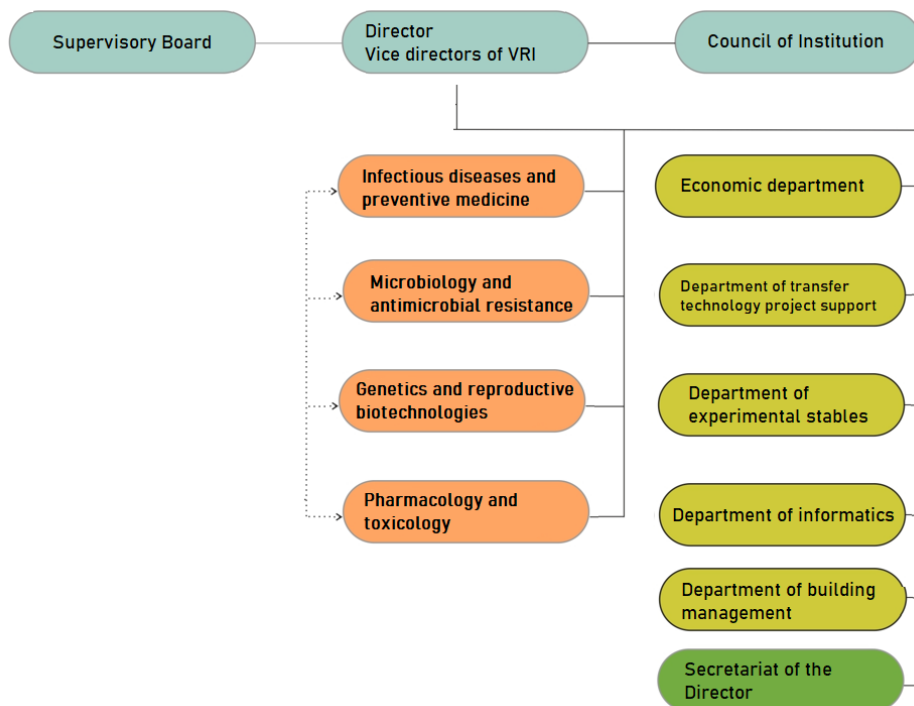 Supervisory Board
Director
Vice directors of VRI
Council of Institution
Infectious diseases and
preventive medicine
Economic department
Microbiology and
antimicrobial resistance
Department of transfer
technology project support
Genetics and reproductive
biotechnologies
Department of
experimental stables
Pharmacology and
toxicology
Department of informatics
Department of building
management
Secretariat of the
Director